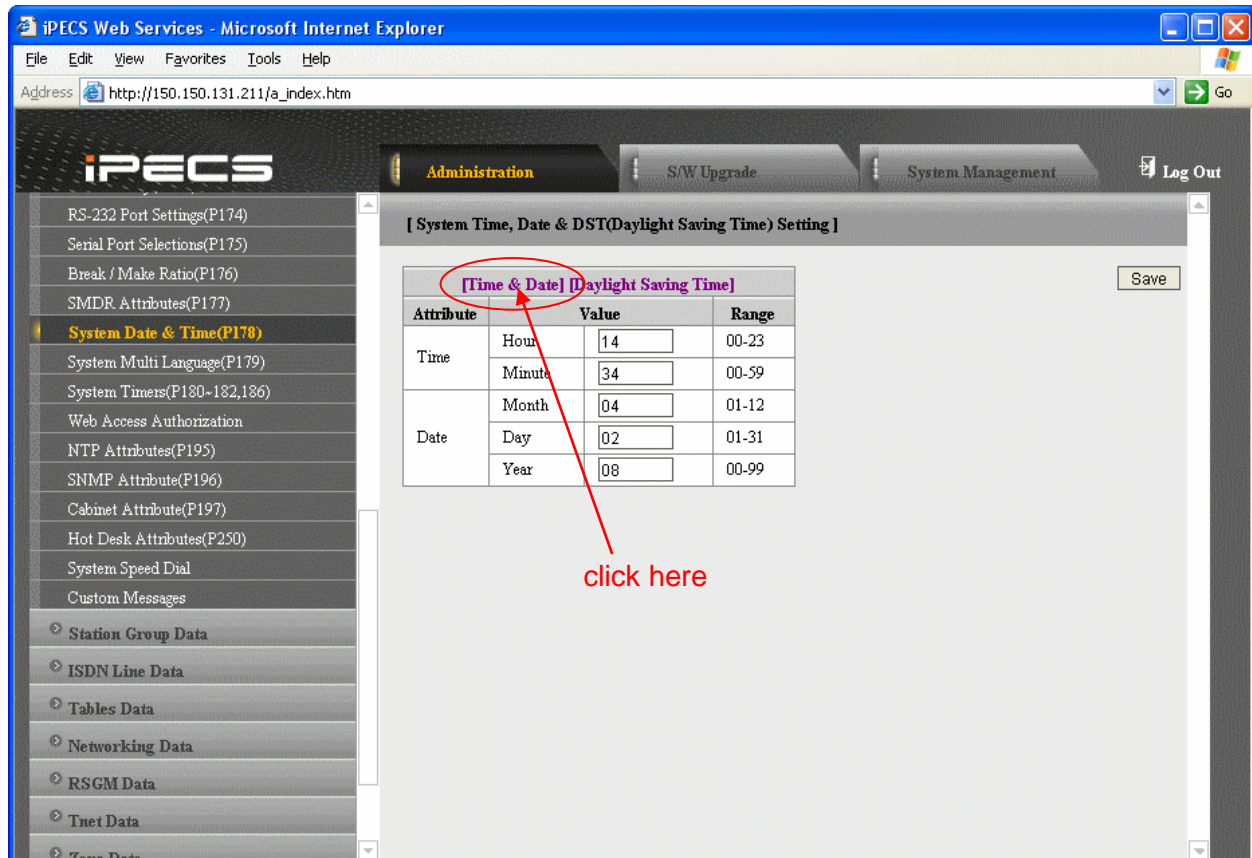 iPECS Web Services - Microsoft Internet Explorer
File Edit View Favorites Tools Help
Address http://150.150.131.211/a_index.htm Go
iPECS
Administration S/W Upgrade System Management Log Out
RS-232 Port Settings(P174)
Serial Port Selections(P175)
Break / Make Ratio(P176)
SMDR Attributes(P177)
System Date & Time(P178)
System Multi Language(P179)
System Timers(P180~182,186)
Web Access Authorization
NTP Attributes(P195)
SNMP Attribute(P196)
Cabinet Attribute(P197)
Hot Desk Attributes(P250)
System Speed Dial
Custom Messages
Station Group Data
ISDN Line Data
Tables Data
Networking Data
RSGM Data
Tnet Data
Zone Data
[ System Time, Date & DST(Daylight Saving Time) Setting ]
Save
[Time & Date] [Daylight Saving Time]
Attribute Value Range
Time Hour 14 00-23
Minute 34 00-59
Date Month 04 01-12
Day 02 01-31
Year 08 00-99
click here